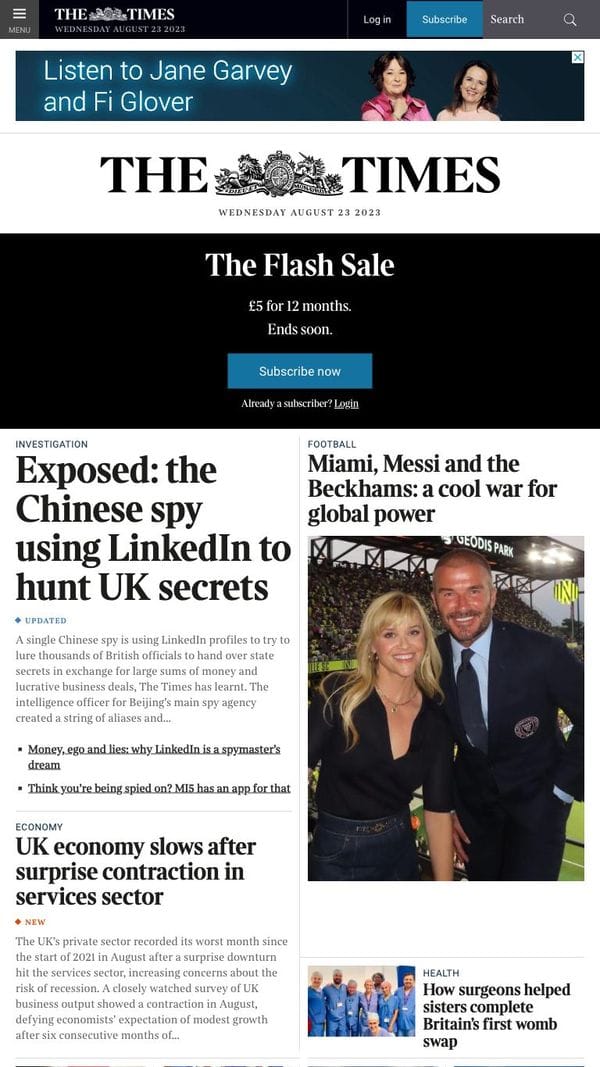 MENU
THE TIMES
WEDNESDAY AUGUST 23 2023
Log in
Subscribe
Search
Listen to Jane Garvey
and Fi Glover
THE TIMES
WEDNESDAY AUGUST 23 2023
The Flash Sale
£5 for 12 months.
Ends soon.
Subscribe now
Already a subscriber? Login
INVESTIGATION
Exposed: the
Chinese spy
using LinkedIn to
hunt UK secrets
UPDATED
A single Chinese spy is using LinkedIn profiles to try to
lure thousands of British officials to hand over state
secrets in exchange for large sums of money and
lucrative business deals, The Times has learnt. The
intelligence officer for Beijing's main spy agency
created a string of aliases and...
Money, ego and lies: why LinkedIn is a spymaster's
dream
Think you're being spied on? MI5 has an app for that
ECONOMY
UK economy slows after
surprise contraction in
services sector
NEW
The UK's private sector recorded its worst month since
the start of 2021 in August after a surprise downturn
hit the services sector, increasing concerns about the
risk of recession. A closely watched survey of UK
business output showed a contraction in August,
defying economists' expectation of modest growth
after six consecutive months of...
FOOTBALL
Miami, Messi and the
Beckhams: a cool war for
global power
GEODIS PARK
HEALTH
How surgeons helped
sisters complete
Britain's first womb
swap